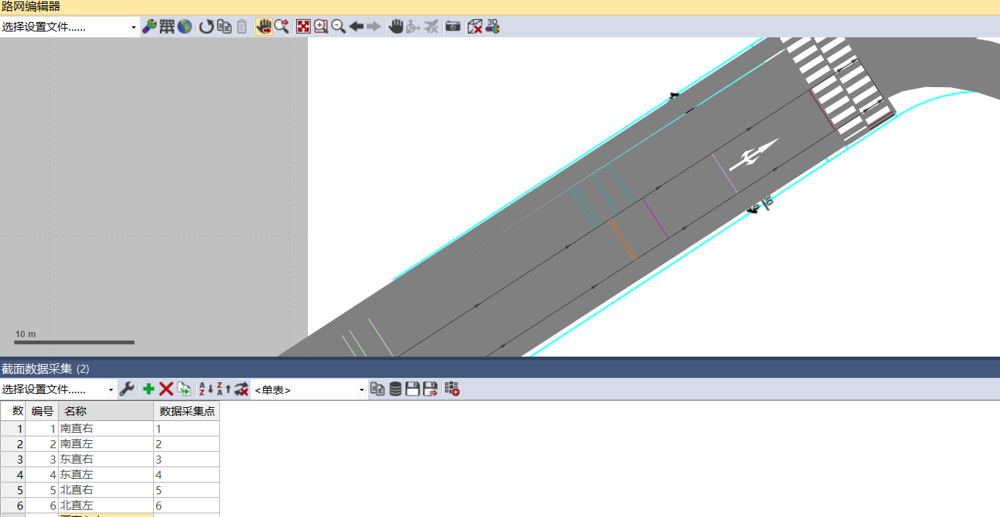 路网编辑器
选择设置文件......
3D
10 m
截面数据采集 (2)
选择设置文件...... <单表>
数 编号 名称 数据采集点
1 1 南直右 1
2 2 南直左 2
3 3 东直右 3
4 4 东直左 4
5 5 北直右 5
6 6 北直左 6